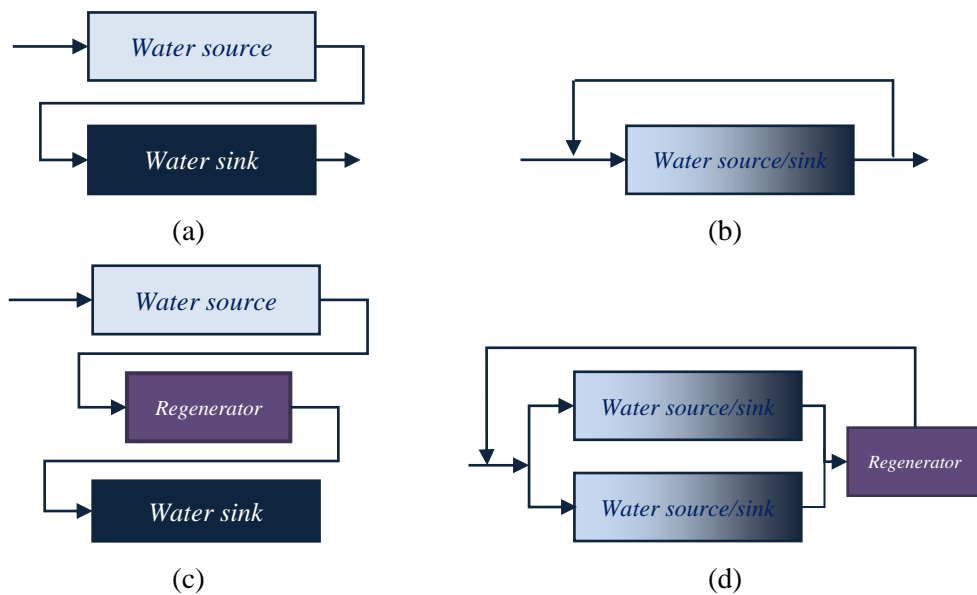 Water source
Water sink
(a)
Water source/sink
(b)
Water source
Regenerator
Water sink
(c)
Water source/sink
Water source/sink
Regenerator
(d)